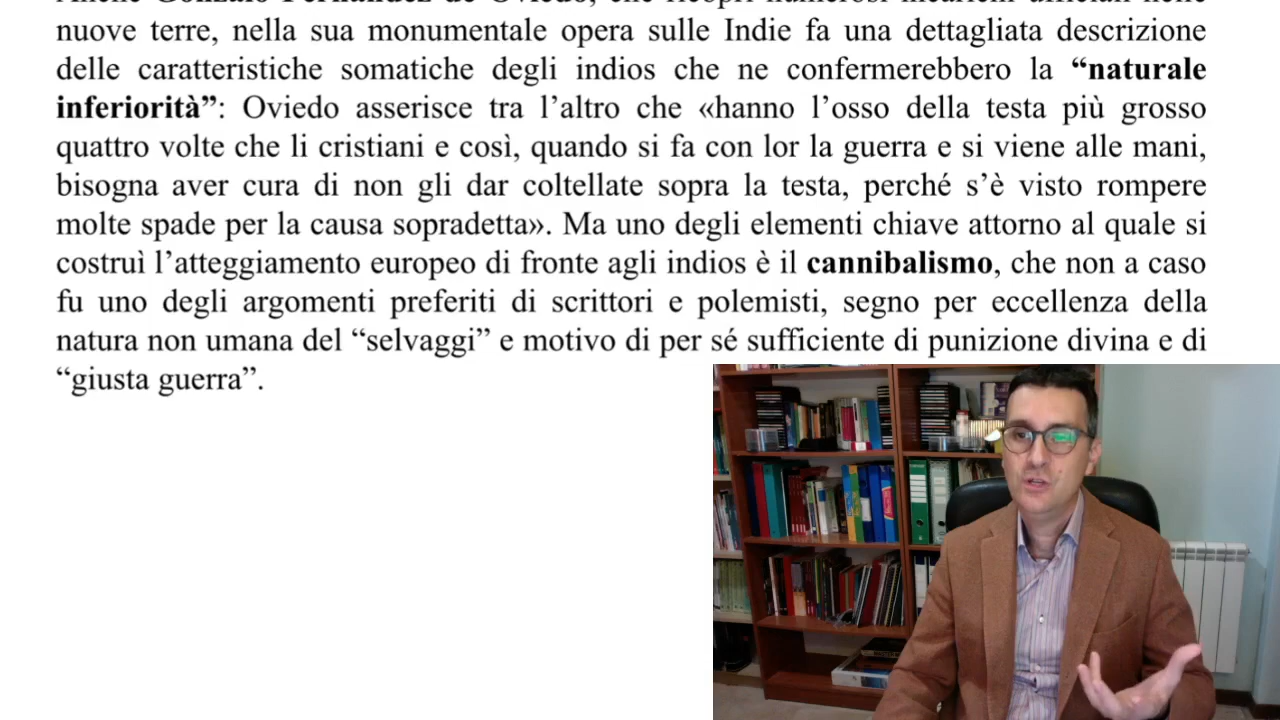 nuove terre, nella sua monumentale opera sulle Indie fa una dettagliata descrizione
delle caratteristiche somatiche degli indios che ne confermerebbero la “naturale
inferiorità”: Oviedo asserisce tra l’altro che «hanno l’osso della testa più grosso
quattro volte che li cristiani e così, quando si fa con lor la guerra e si viene alle mani,
bisogna aver cura di non gli dar coltellate sopra la testa, perché s’è visto rompere
molte spade per la causa sopradetta». Ma uno degli elementi chiave attorno al quale si
costruì l’atteggiamento europeo di fronte agli indios è il cannibalismo, che non a caso
fu uno degli argomenti preferiti di scrittori e polemisti, segno per eccellenza della
natura non umana del “selvaggi” e motivo di per sé sufficiente di punizione divina e di
“giusta guerra”.